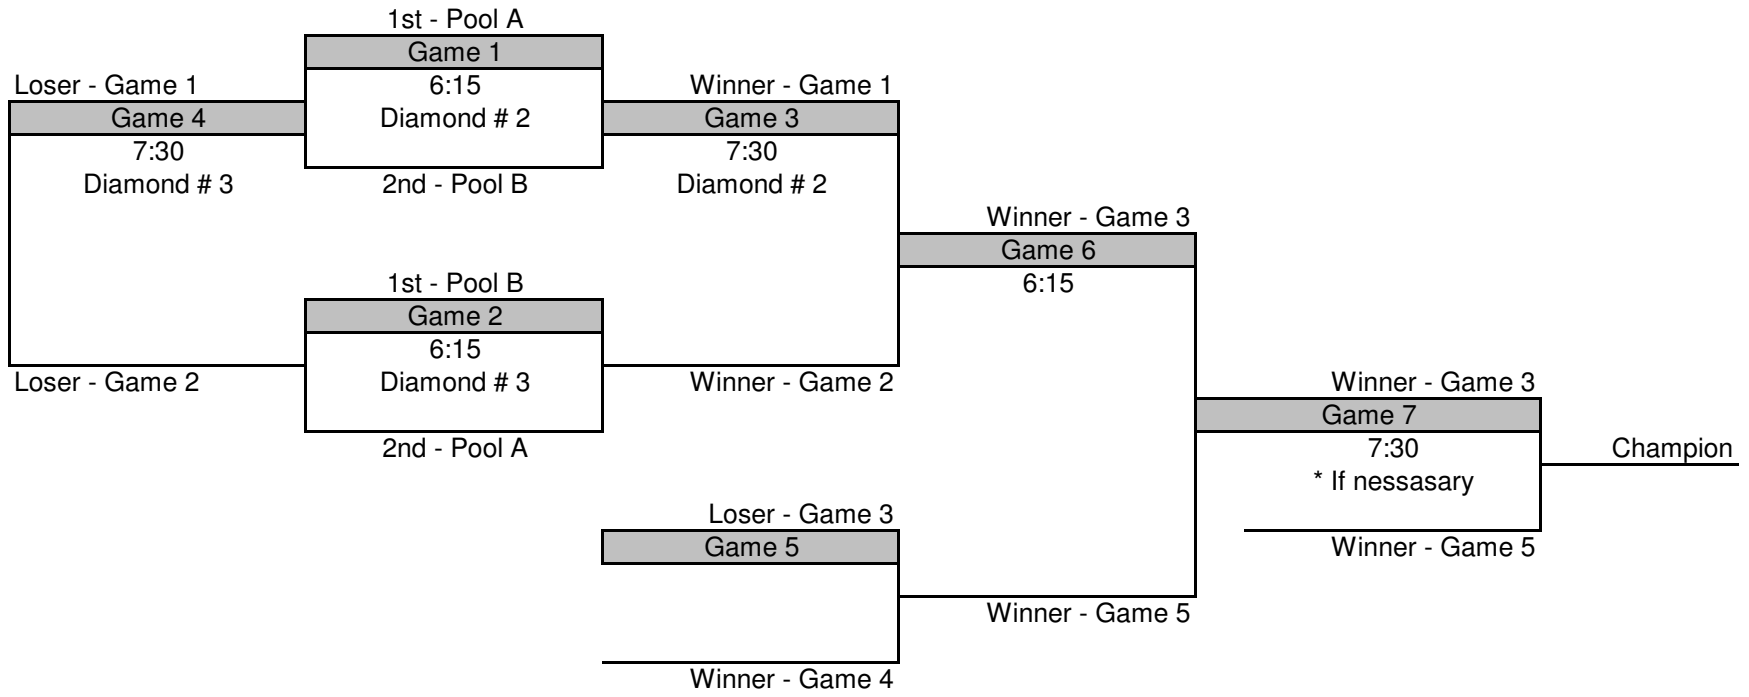 1st - Pool A
Game 1
Loser - Game 1
6:15
Winner - Game 1
Game 4
Diamond # 2
Game 3
7:30
7:30
Diamond # 3
2nd - Pool B
Diamond # 2
Winner - Game 3
Game 6
1st - Pool B
6:15
Game 2
6:15
Loser - Game 2
Diamond # 3
Winner - Game 2
Winner - Game 3
Game 7
2nd - Pool A
7:30
Champion
* If nessasary
Loser - Game 3
Game 5
Winner - Game 5
Winner - Game 5
Winner - Game 4